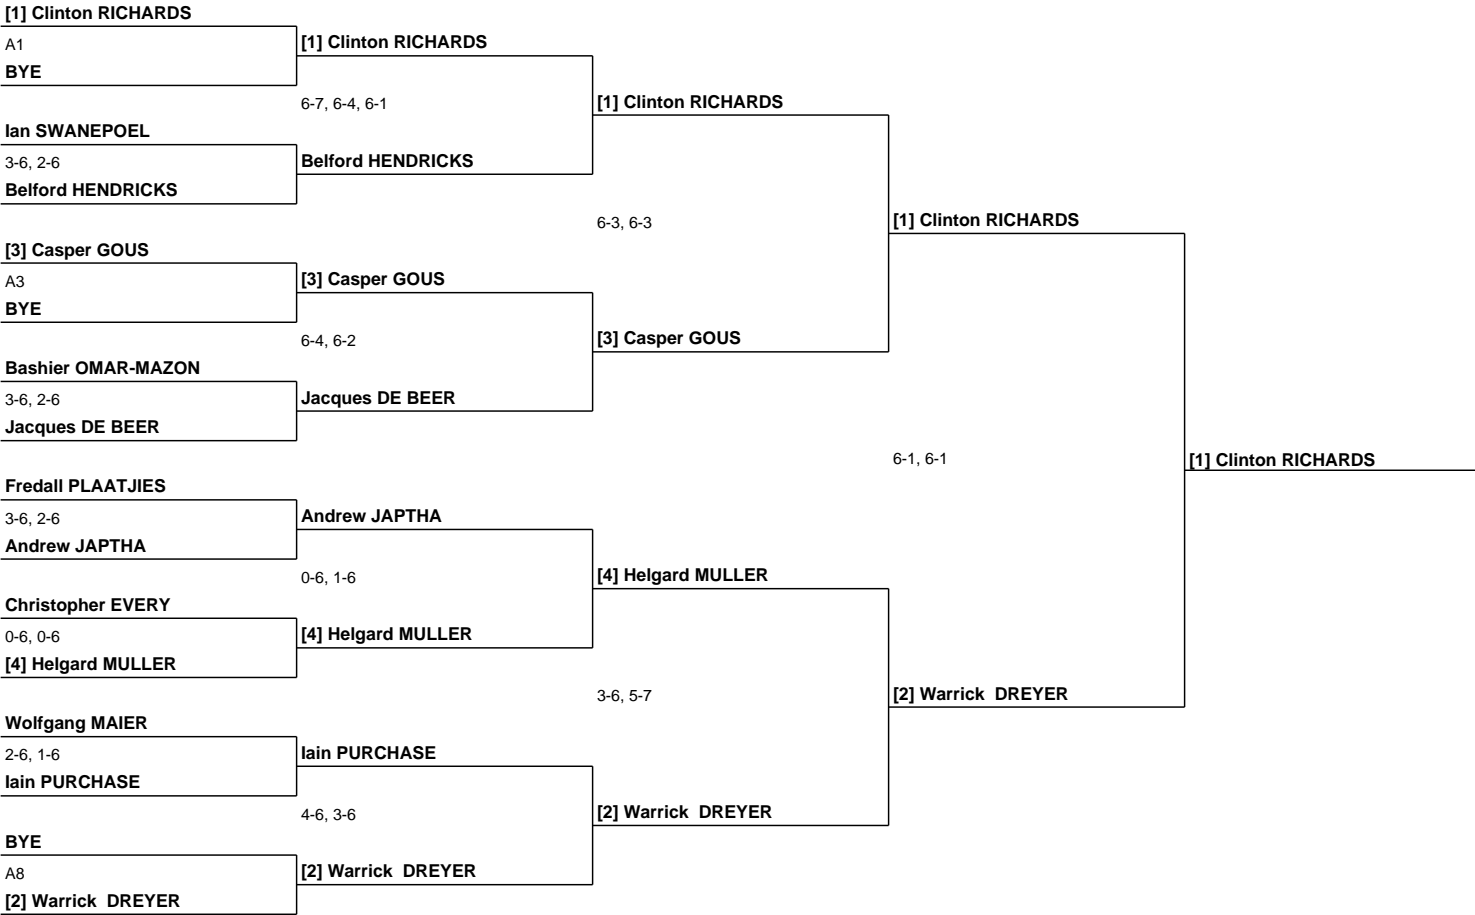 [1] Clinton RICHARDS
A1
BYE
Ian SWANEPOEL
3-6, 2-6
Belford HENDRICKS
[3] Casper GOUS
A3
BYE
Bashier OMAR-MAZON
3-6, 2-6
Jacques DE BEER
Fredall PLAATJIES
3-6, 2-6
Andrew JAPTHA
Christopher EVERY
0-6, 0-6
[4] Helgard MULLER
Wolfgang MAIER
2-6, 1-6
Iain PURCHASE
BYE
A8
[2] Warrick  DREYER
[1] Clinton RICHARDS
6-7, 6-4, 6-1
Belford HENDRICKS
[3] Casper GOUS
6-4, 6-2
Jacques DE BEER
Andrew JAPTHA
0-6, 1-6
[4] Helgard MULLER
Iain PURCHASE
4-6, 3-6
[2] Warrick  DREYER
[1] Clinton RICHARDS
6-3, 6-3
[3] Casper GOUS
[4] Helgard MULLER
3-6, 5-7
[2] Warrick  DREYER
[1] Clinton RICHARDS
6-1, 6-1
[2] Warrick  DREYER
[1] Clinton RICHARDS